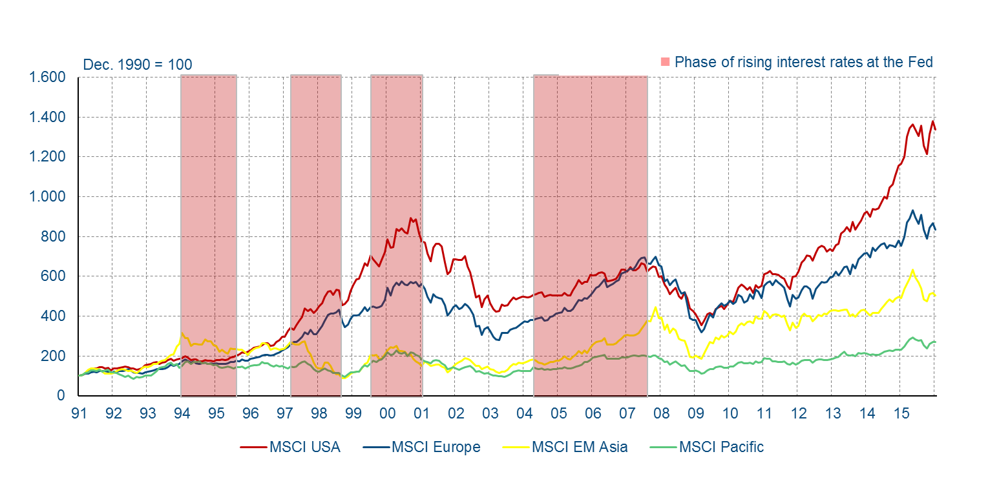 Dec. 1990 = 100
Phase of rising interest rates at the Fed
1.600
1.400
1.200
1.000
800
600
400
200
0
91 92 93 94 95 96 97 98 99 00 01 02 03 04 05 06 07 08 09 10 11 12 13 14 15
MSCI USA MSCI Europe MSCI EM Asia MSCI Pacific